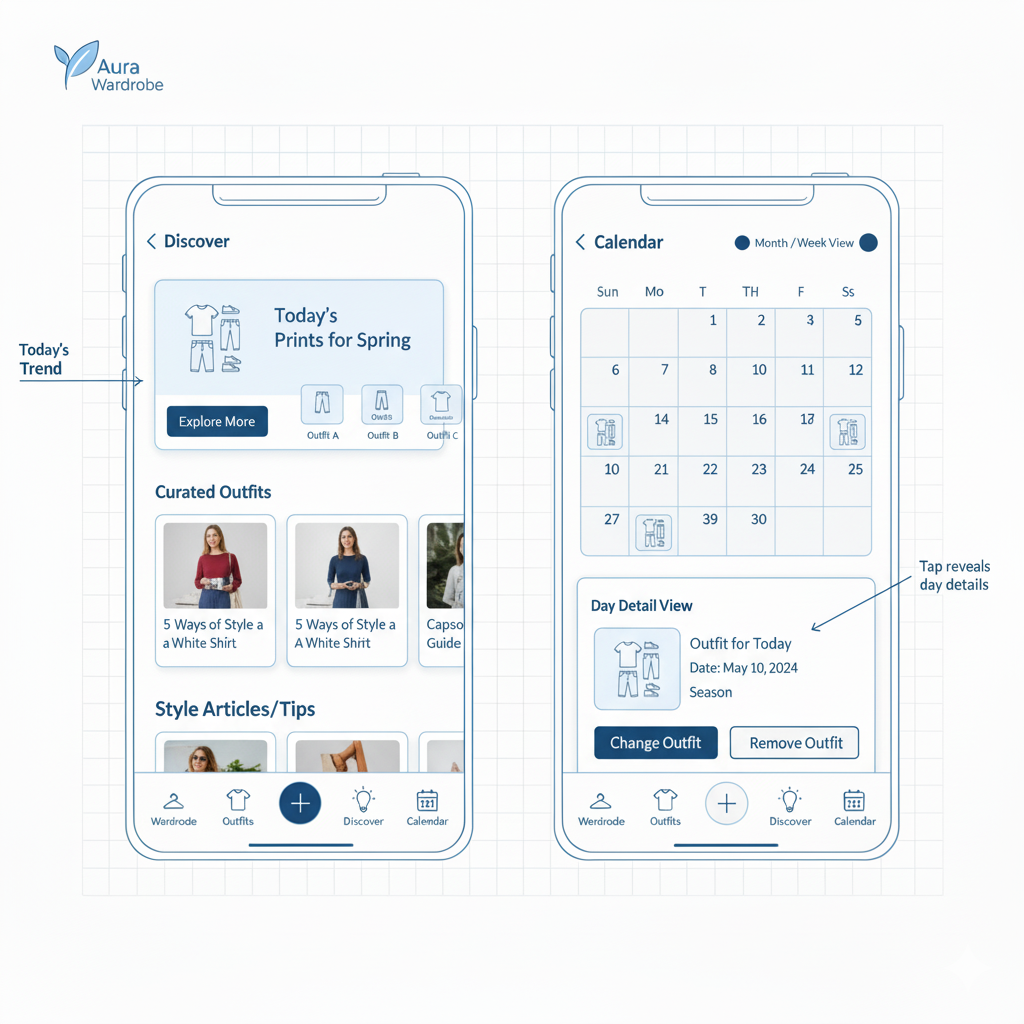 Aura
Wardrobe
Today's
Trend
Discover
Today's
Prints for Spring
Explore More
Outfit A
Outfit B
Outfit C
Curated Outfits
5 Ways of Style a
a White Shirt
5 Ways of Style a
A White Shrrt
Capso
Guide
Style Articles/Tips
Wardrode
Outfits
Discover
Calendar
Calendar
Month / Week View
Sun Mo T TH F Ss
1 2 3 5
6 7 8 10 11 12
14 15 16 17
10 21 22 23 24 25
27 39 30
Tap reveals
day details
Day Detail View
Outfit for Today
Date: May 10, 2024
Season
Change Outfit
Remove Outfit
Werdrode
Outfits
Discover
Calendar